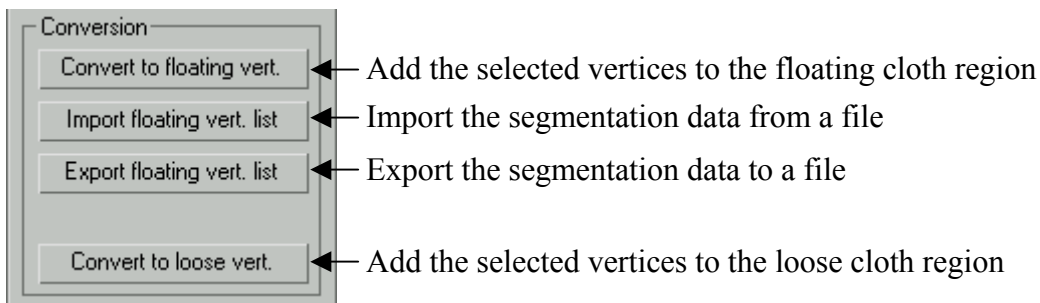 Conversion
Convert to floating vert.
Add the selected vertices to the floating cloth region
Import floating vert. list
Import the segmentation data from a file
Export floating vert. list
Export the segmentation data to a file
Convert to loose vert.
Add the selected vertices to the loose cloth region